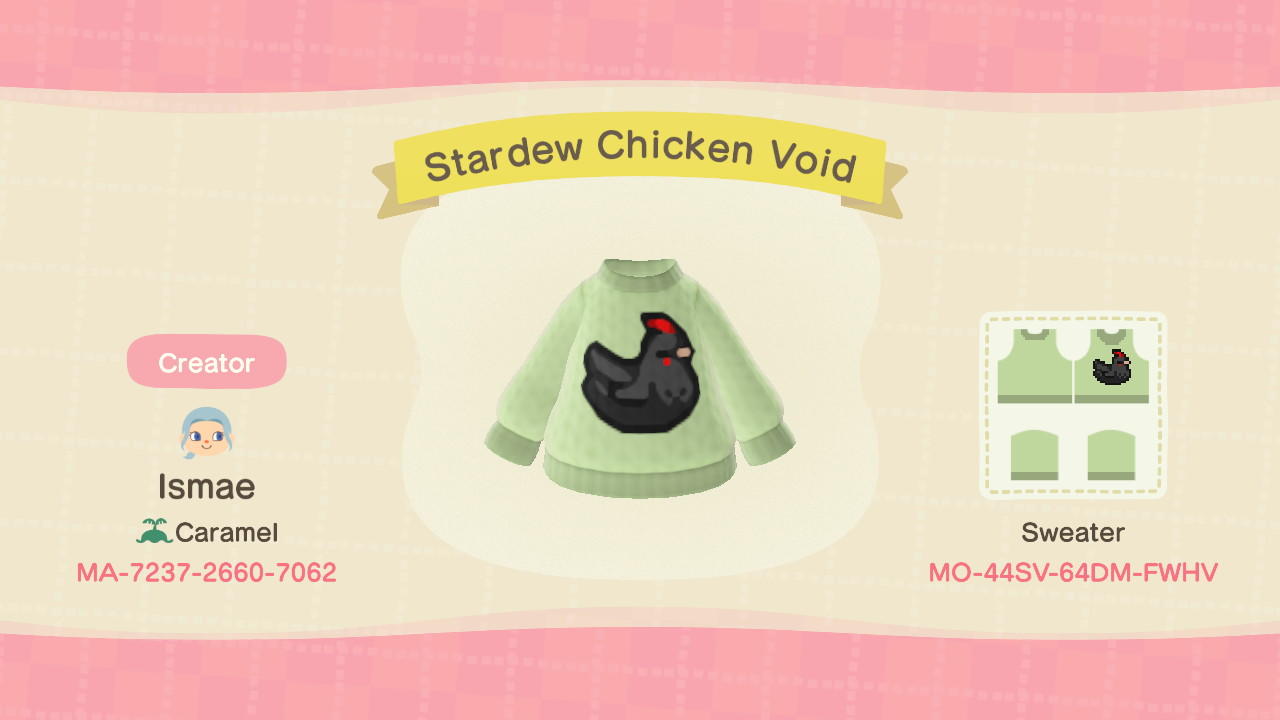 Stardew Chicken Void
Creator
Ismae
Caramel
MA-7237-2660-7062
Sweater
MO-44SV-64DM-FWHV